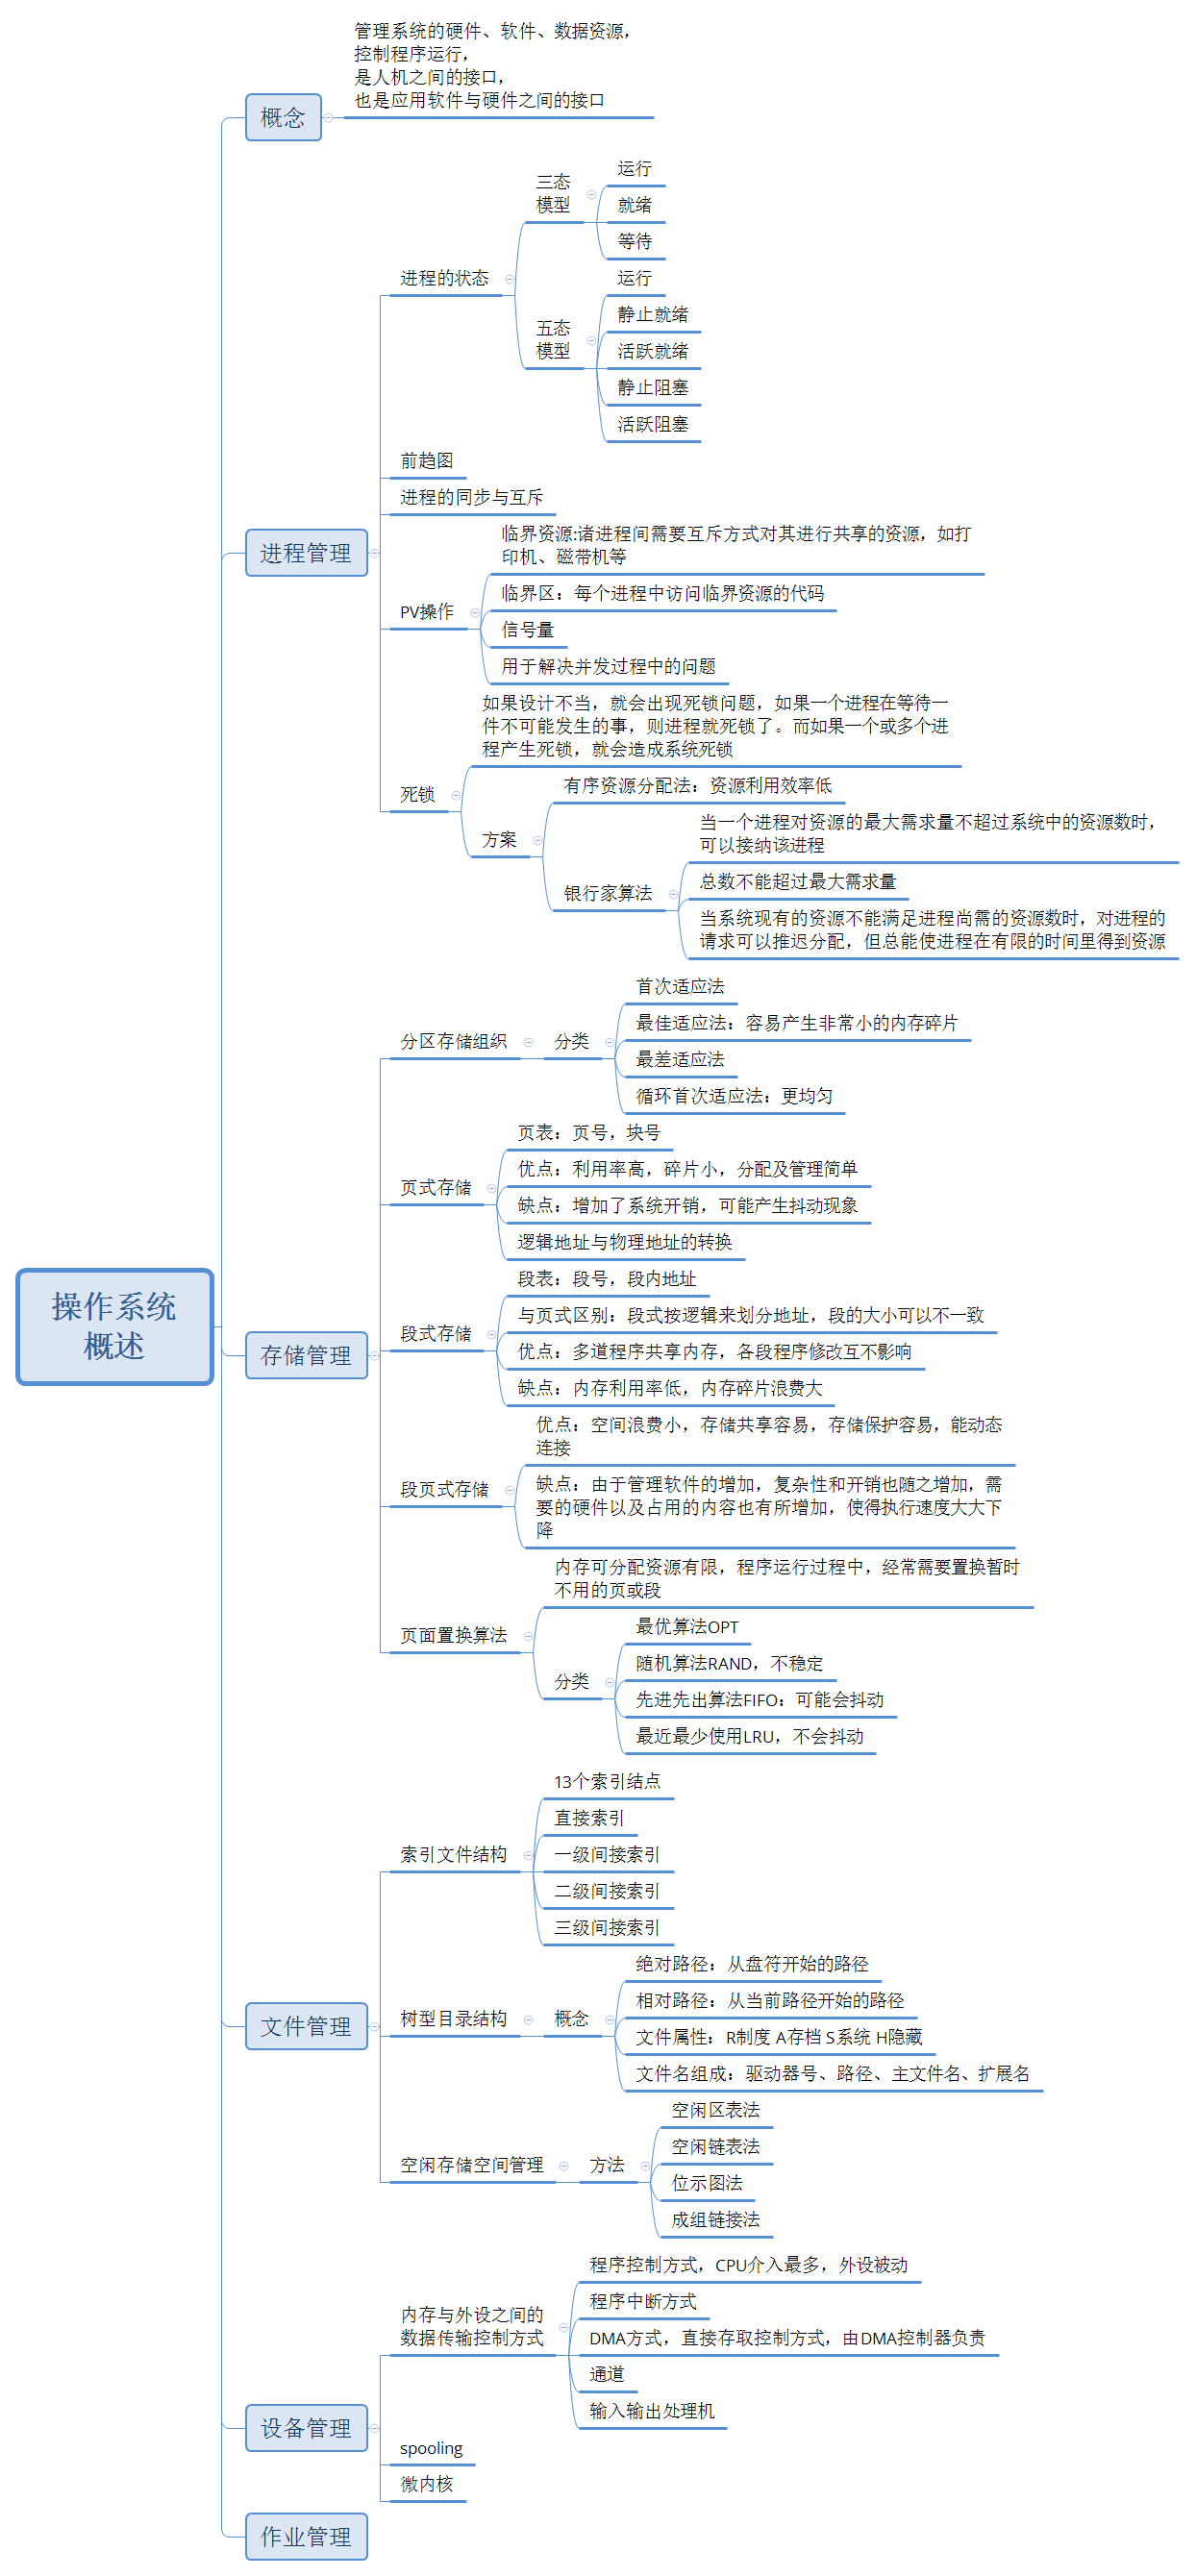 操作系统
概述
概念
管理系统的硬件、软件、数据资源，
控制程序运行，
是人机之间的接口，
也是应用软件与硬件之间的接口
进程管理
进程的状态
三态
模型
运行
就绪
等待
五态
模型
运行
静止就绪
活跃就绪
静止阻塞
活跃阻塞
前趋图
进程的同步与互斥
PV操作
临界资源:诸进程间需要互斥方式对其进行共享的资源，如打
印机、磁带机等
临界区：每个进程中访问临界资源的代码
信号量
用于解决并发过程中的问题
死锁
如果设计不当，就会出现死锁问题，如果一个进程在等待一
件不可能发生的事，则进程就死锁了。而如果一个或多个进
程产生死锁，就会造成系统死锁
方案
有序资源分配法：资源利用效率低
银行家算法
当一个进程对资源的最大需求量不超过系统中的资源数时，
可以接纳该进程
总数不能超过最大需求量
当系统现有的资源不能满足进程尚需的资源数时，对进程的
请求可以推迟分配，但总能使进程在有限的时间里得到资源
存储管理
分区存储组织
分类
首次适应法
最佳适应法：容易产生非常小的内存碎片
最差适应法
循环首次适应法：更均匀
页式存储
页表：页号，块号
优点：利用率高，碎片小，分配及管理简单
缺点：增加了系统开销，可能产生抖动现象
逻辑地址与物理地址的转换
段式存储
段表：段号，段内地址
与页式区别：段式按逻辑来划分地址，段的大小可以不一致
优点：多道程序共享内存，各段程序修改互不影响
缺点：内存利用率低，内存碎片浪费大
段页式存储
优点：空间浪费小，存储共享容易，存储保护容易，能动态
连接
缺点：由于管理软件的增加，复杂性和开销也随之增加，需
要的硬件以及占用的内容也有所增加，使得执行速度大大下
降
页面置换算法
内存可分配资源有限，程序运行过程中，经常需要置换暂时
不用的页或段
分类
最优算法OPT
随机算法RAND，不稳定
先进先出算法FIFO：可能会抖动
最近最少使用LRU，不会抖动
文件管理
索引文件结构
13个索引结点
直接索引
一级间接索引
二级间接索引
三级间接索引
树型目录结构
概念
绝对路径：从盘符开始的路径
相对路径：从当前路径开始的路径
文件属性：R制度 A存档 S系统 H隐藏
文件名组成：驱动器号、路径、主文件名、扩展名
空闲存储空间管理
方法
空闲区表法
空闲链表法
位示图法
成组链接法
设备管理
内存与外设之间的
数据传输控制方式
程序控制方式，CPU介入最多，外设被动
程序中断方式
DMA方式，直接存取控制方式，由DMA控制器负责
通道
输入输出处理机
spooling
微内核
作业管理